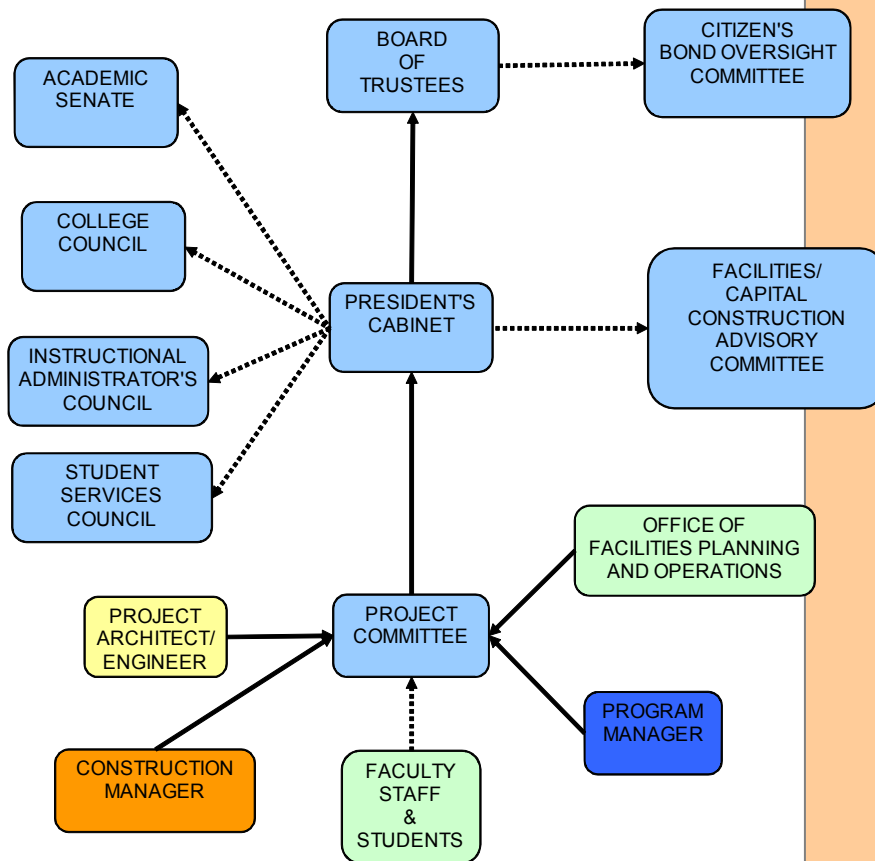 BOARD
OF
TRUSTEES
CITIZEN'S
BOND OVERSIGHT
COMMITTEE
ACADEMIC
SENATE
COLLEGE
COUNCIL
PRESIDENT'S
CABINET
FACILITIES/
CAPITAL
CONSTRUCTION
ADVISORY
COMMITTEE
INSTRUCTIONAL
ADMINISTRATOR'S
COUNCIL
STUDENT
SERVICES
COUNCIL
OFFICE OF
FACILITIES PLANNING
AND OPERATIONS
PROJECT
ARCHITECT/
ENGINEER
PROJECT
COMMITTEE
PROGRAM
MANAGER
CONSTRUCTION
MANAGER
FACULTY
STAFF
&
STUDENTS